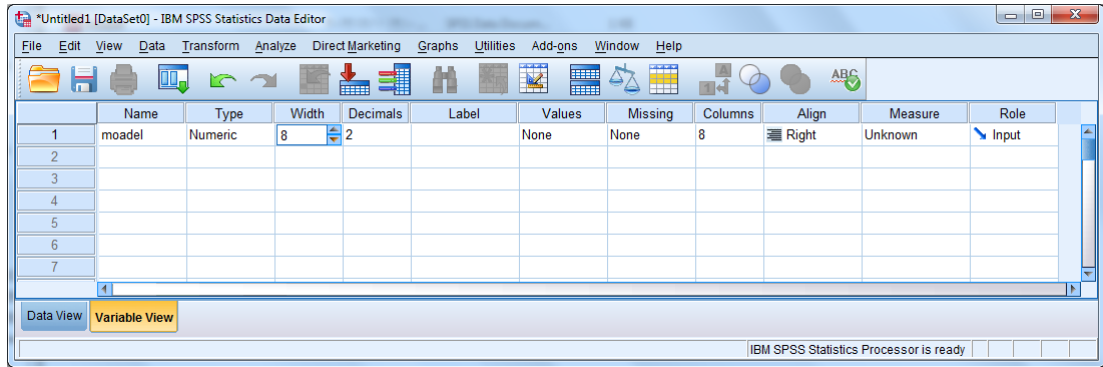 *Untitled1 [DataSet0] - IBM SPSS Statistics Data Editor
File Edit View Data Transform Analyze Direct Marketing Graphs Utilities Add-ons Window Help
Name Type Width Decimals Label Values Missing Columns Align Measure Role
1 moadel Numeric 8 2 None None 8 Right Unknown Input
2
3
4
5
6
7
Data View Variable View
IBM SPSS Statistics Processor is ready